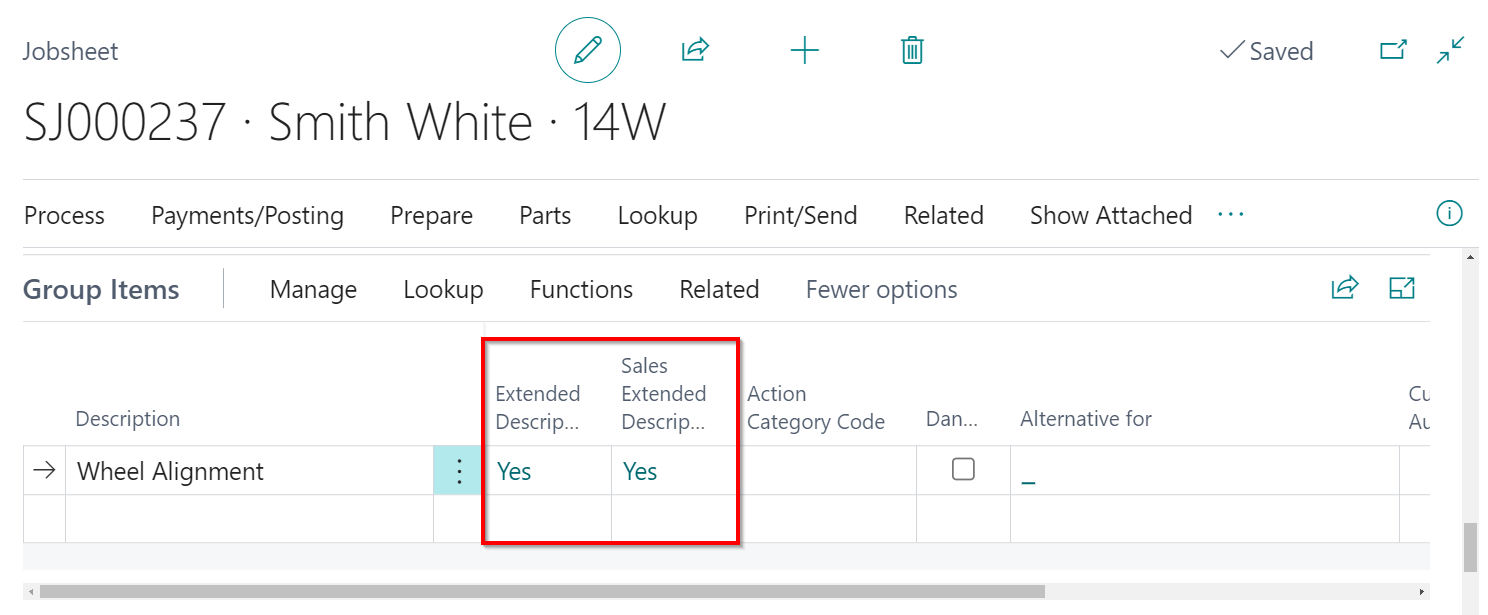 Jobsheet
Saved
SJ000237 · Smith White · 14W
Process Payments/Posting Prepare Parts Lookup Print/Send Related Show Attached ···
Group Items Manage Lookup Functions Related Fewer options
Description
Extended
Descrip...
Sales
Extended
Descrip...
Action
Category Code
Dan...
Alternative for
Cu
Au
Wheel Alignment Yes Yes _